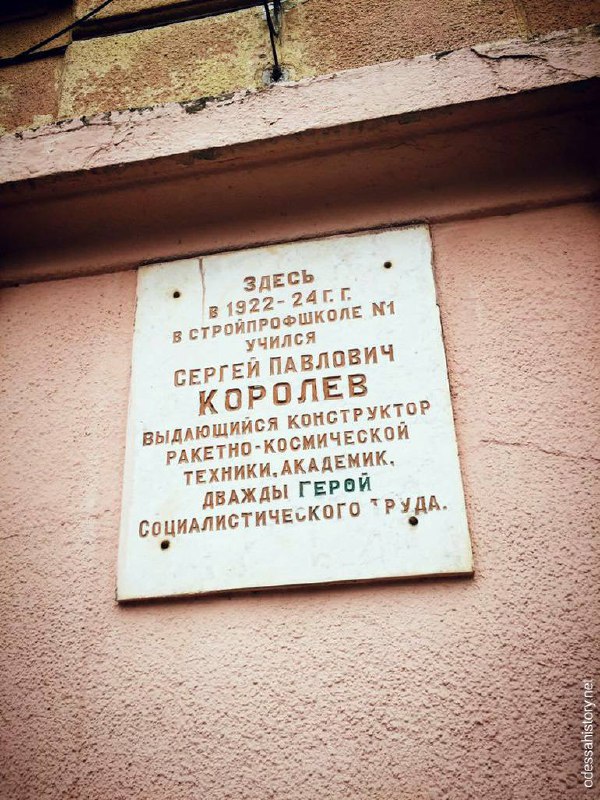 ЗДЕСЬ
В 1922-24 Г. Г.
В СТРОЙПРОФШКОЛЕ N1
УЧИЛСЯ
СЕРГЕЙ ПАВЛОВИЧ
КОРОЛЕВ
ВЫДАЮЩИЙСЯ КОНСТРУКТОР
РАКЕТНО-КОСМИЧЕСКОЙ
ТЕХНИКИ, АКАДЕМИК,
ДВАЖДЫ ГЕРОЙ
СОЦИАЛИСТИЧЕСКОГО ТРУДА.
odessahistory.net